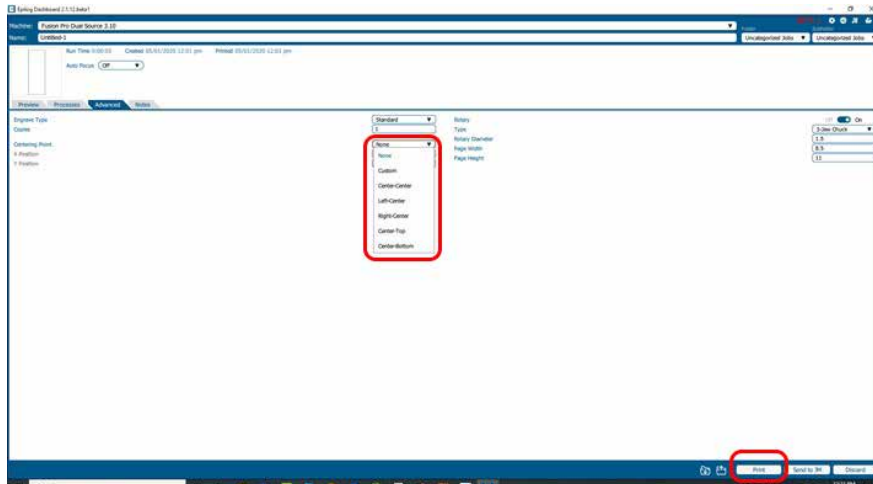 Epilog Dashboard 2.1.12.beta1
Machine: Fusion Pro Dual Source 3.10
Name: Untitled-1
Uncategorized Jobs Uncategorized Jobs
Run Time 0:00:03 Created 05/01/2020 12:01 pm Printed 05/01/2020 12:01 pm
Auto Focus Off
Preview Processes Advanced Notes
Engrave Type Standard Rotary Off On
Copies 1 Type 3-Jaw Chuck
Rotary Diameter 1.5
Centering Point None Page Width 8.5
X-Position None Page Height 11
Y-Position
Custom
Center-Center
Left-Center
Right-Center
Center-Top
Center-Bottom
Print Send to JM Discard